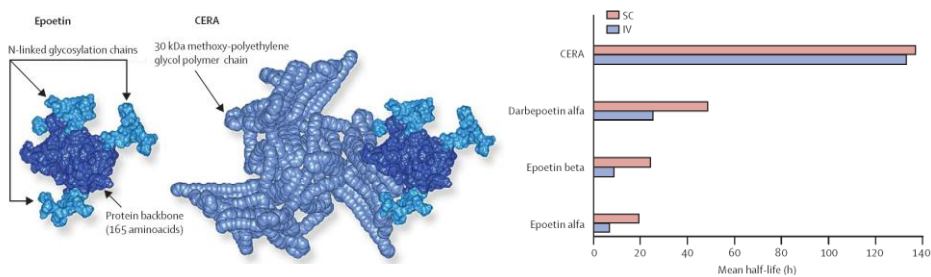 Epoetin
CERA
N-linked glycosylation chains
30 kDa methoxy-polyethylene
glycol polymer chain
Protein backbone
(165 aminoacids)
SC
IV
CERA
Darbepoetin alfa
Epoetin beta
Epoetin alfa
0 20 40 60 80 100 120 140
Mean half-life (h)